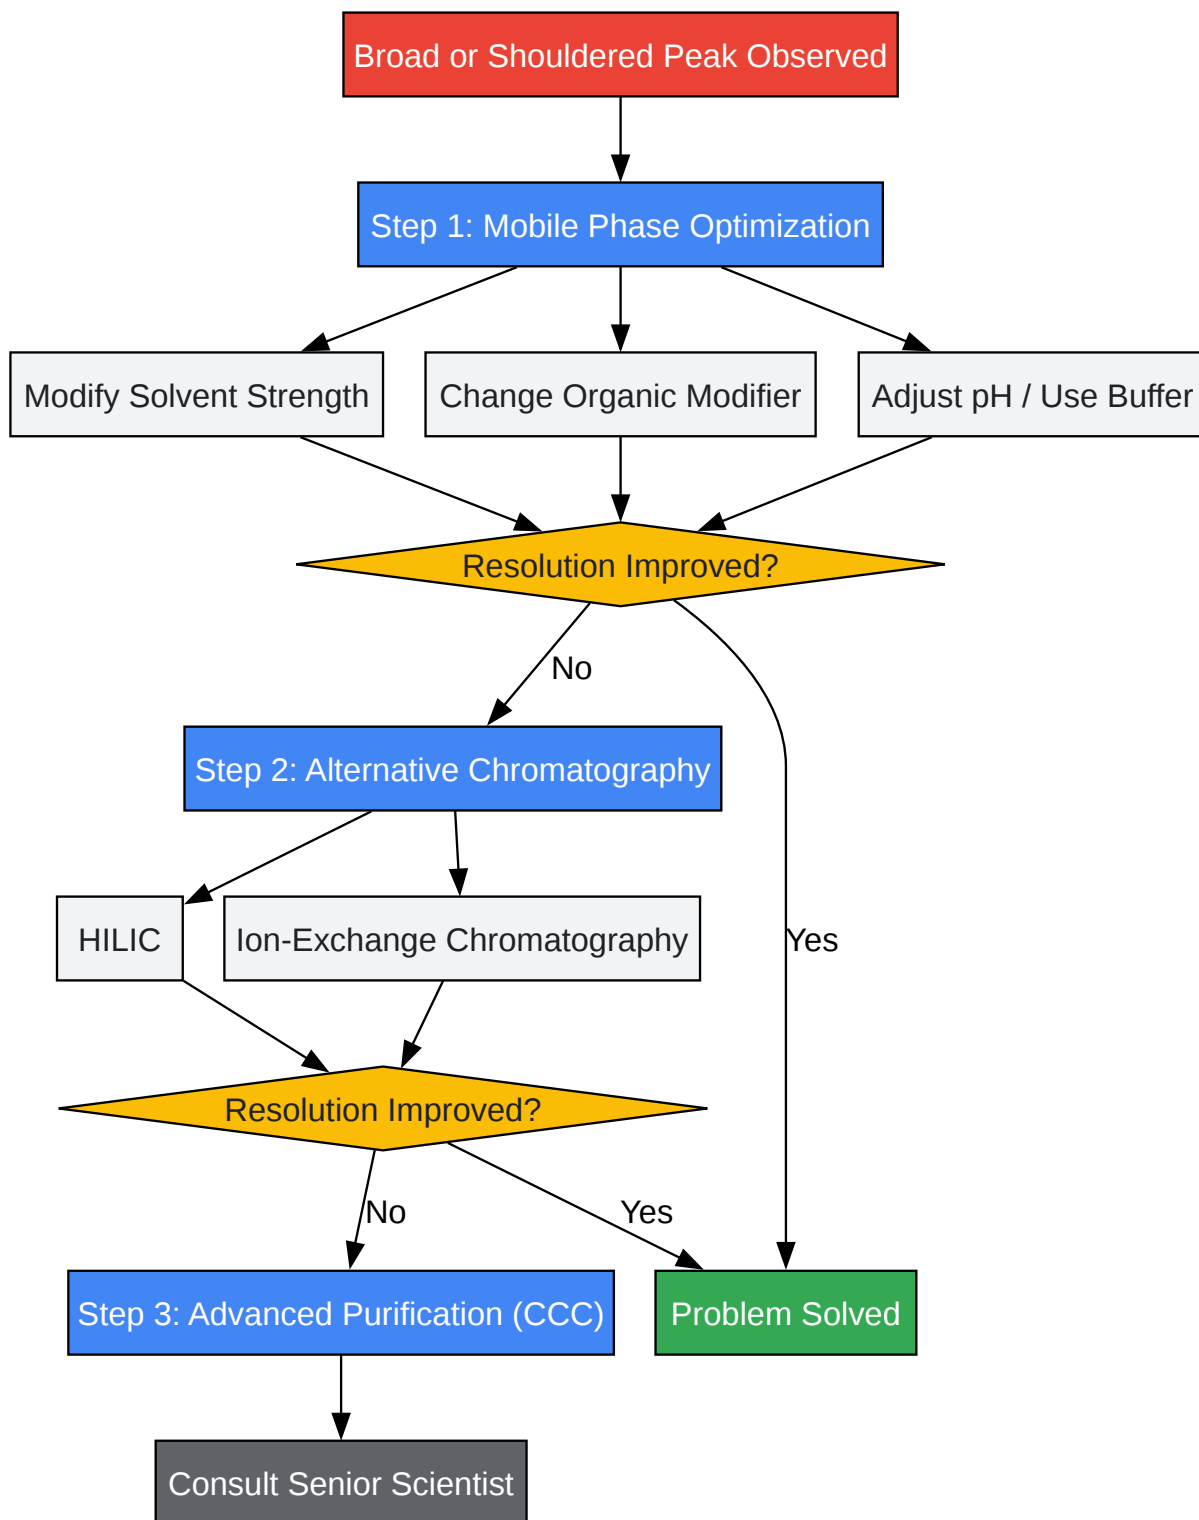 Broad or Shouldered Peak Observed
Step 1: Mobile Phase Optimization
Modify Solvent Strength
Change Organic Modifier
Adjust pH / Use Buffer
Resolution Improved?
No
Step 2: Alternative Chromatography
HILIC
Ion-Exchange Chromatography
Yes
Resolution Improved?
No
Yes
Step 3: Advanced Purification (CCC)
Problem Solved
Consult Senior Scientist